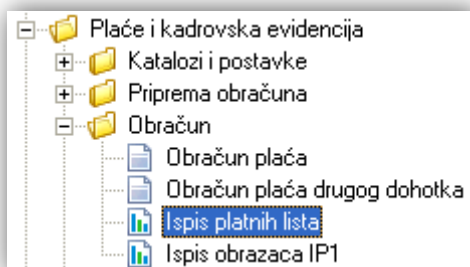 Plaće i kadrovska evidencija
Katalozi i postavke
Priprema obračuna
Obračun
Obračun plaća
Obračun plaća drugog dohotka
Ispis platnih lista
Ispis obrazaca IP1